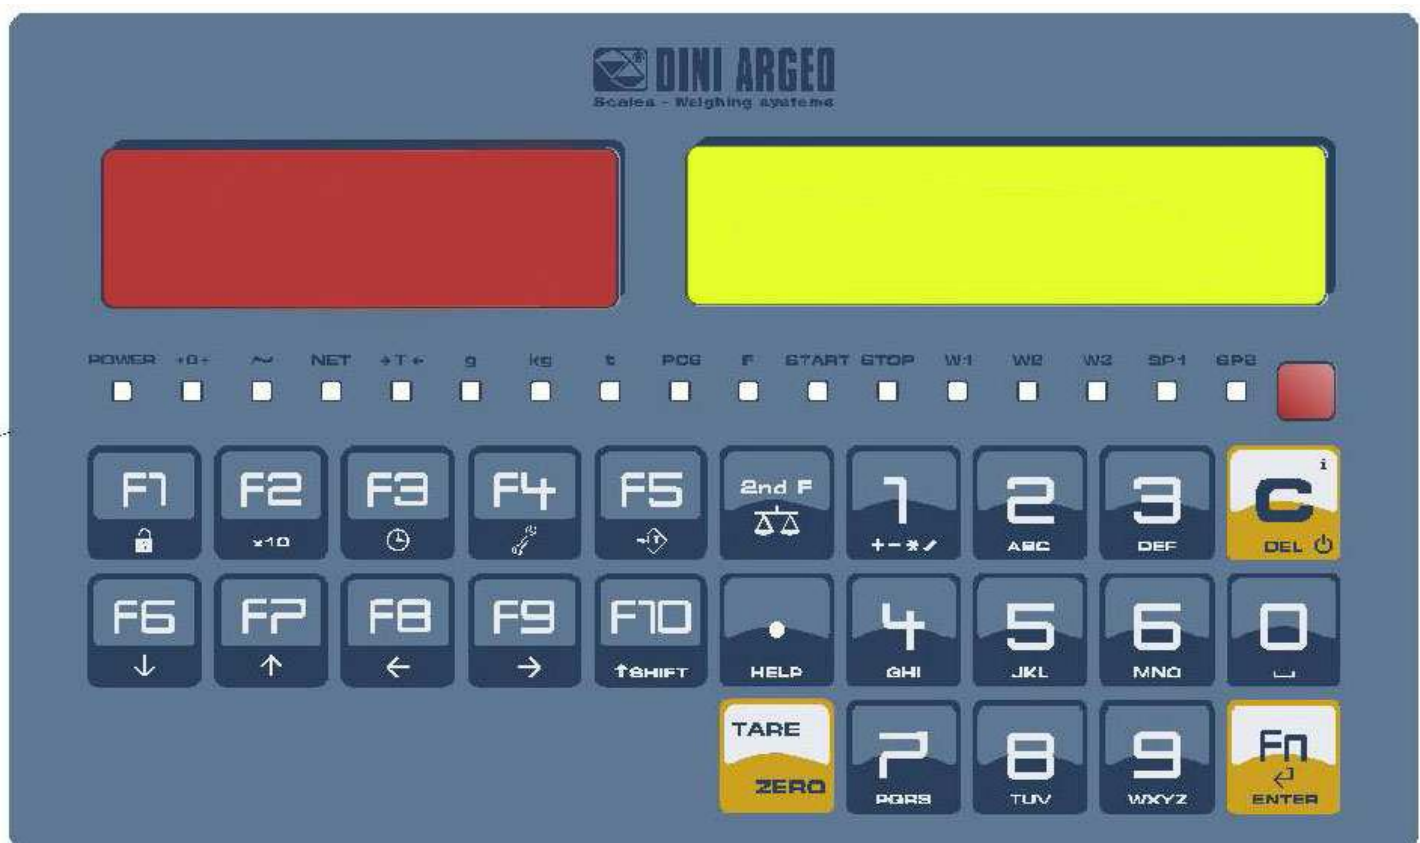 DINI ARGEO
Scales - Weighing systems
POWER →0← ~ NET →T← g kg t PCS F START STOP W1 W2 W3 SP1 SP2
F1 F2 F3 F4 F5 2nd F 1 2 3 C i
x10 T +-*/ ABC DEF DEL
F6 F7 F8 F9 F10 . 4 5 6 0
↓ ↑ ← → ↑SHIFT HELP GHI JKL MNO ⎵
TARE 7 8 9 Fn
ZERO PQRS TUV WXYZ ↵ ENTER